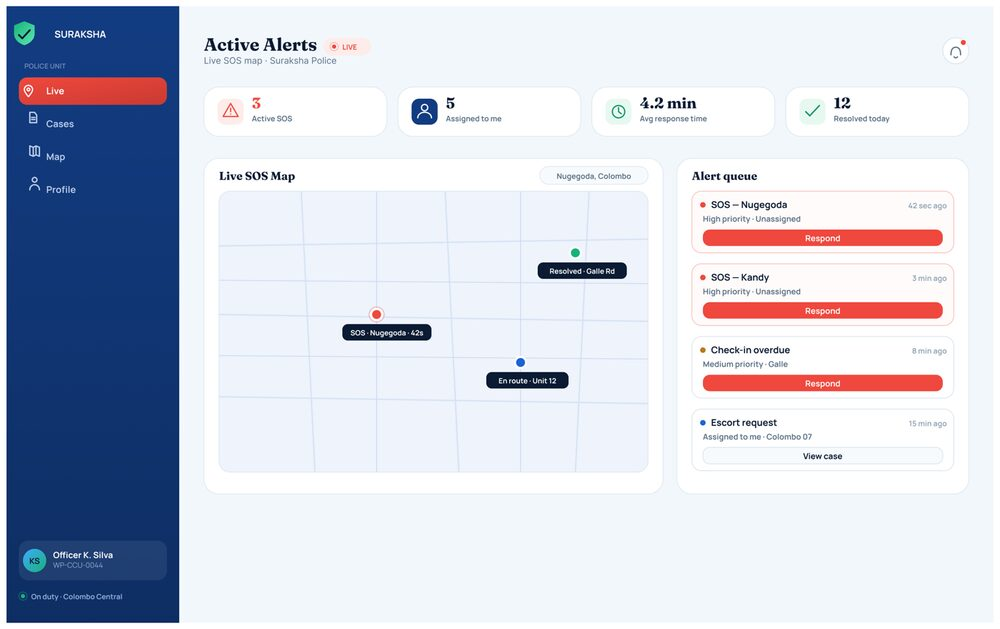 SURAKSHA
POLICE UNIT
Live
Cases
Map
Profile
Officer K. Silva
KS
WP-CCU-0044
On duty · Colombo Central
Active Alerts
LIVE
Live SOS map · Suraksha Police
3
Active SOS
5
Assigned to me
4.2 min
Avg response time
12
Resolved today
Live SOS Map
Nugegoda, Colombo
Resolved · Galle Rd
SOS · Nugegoda · 42s
En route · Unit 12
Alert queue
SOS — Nugegoda
42 sec ago
High priority · Unassigned
Respond
SOS — Kandy
3 min ago
High priority · Unassigned
Respond
Check-in overdue
8 min ago
Medium priority · Galle
Respond
Escort request
15 min ago
Assigned to me · Colombo 07
View case